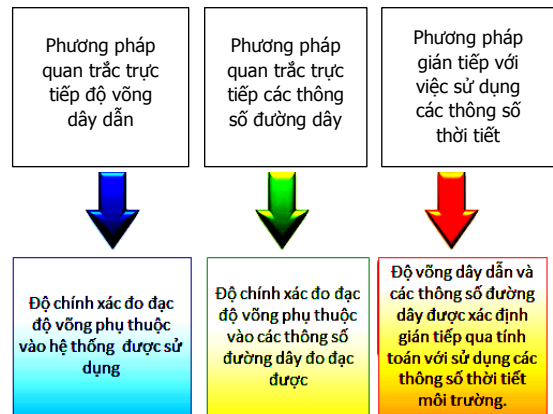 Phương pháp
quan trắc trực
tiếp độ võng
dây dẫn
Phương pháp
quan trắc trực
tiếp các thông
số đường dây
Phương pháp
gián tiếp với
việc sử dụng
các thông số
thời tiết
Độ chính xác đo đạc
độ võng phụ thuộc
vào hệ thống được sử
dụng
Độ chính xác đo đạc
độ võng phụ thuộc
vào các thông số
đường dây đo đạc
được
Độ võng dây dẫn và
các thông số đường
dây được xác định
gián tiếp qua tính
toán với sử dụng các
thông số thời tiết
môi trường.